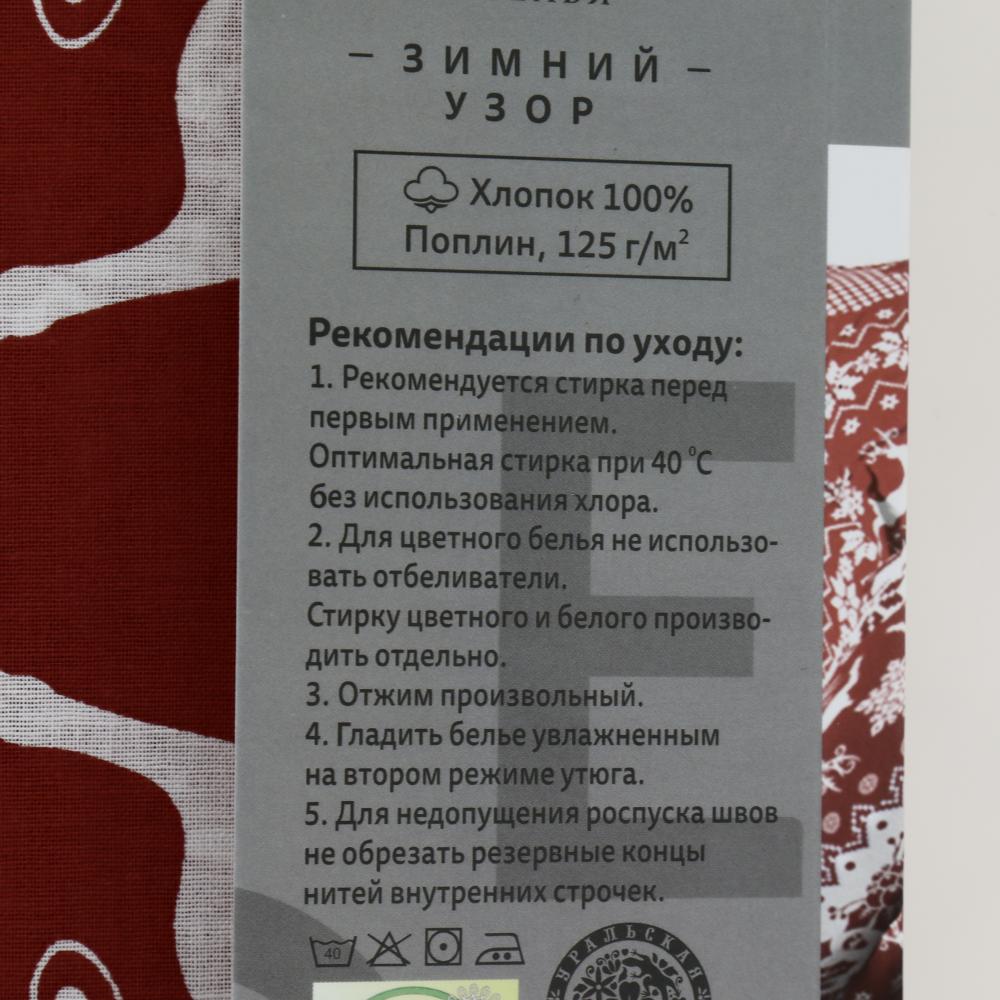 — ЗИМНИЙ —
УЗОР
Хлопок 100%
Поплин, 125 г/м²
Рекомендации по уходу:
1. Рекомендуется стирка перед
первым применением.
Оптимальная стирка при 40 ⁰С
без использования хлора.
2. Для цветного белья не использо-
вать отбеливатели.
Стирку цветного и белого произво-
дить отдельно.
3. Отжим произвольный.
4. Гладить белье увлажненным
на втором режиме утюга.
5. Для недопущения роспуска швов
не обрезать резервные концы
нитей внутренних строчек.
40
УРАЛЬСКАЯ